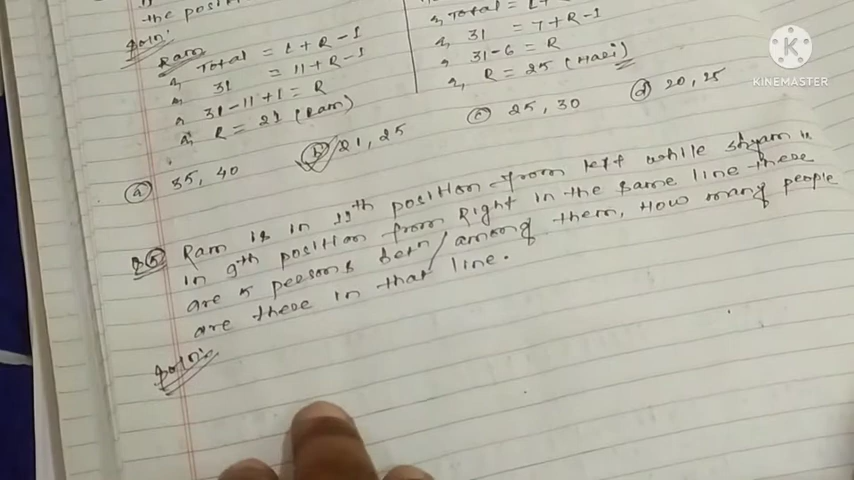 the posit
Soln:
Ram
Total = L + R - 1
31 = 11 + R - 1
31 - 11 + 1 = R
R = 21 (Ram)
Total = L +
31 = 7 + R - 1
31 - 6 = R
R = 25 (Hari)
(a) 35, 40
(b) 21, 25
(c) 25, 30
(d) 20, 25
Ram is in 19th position from left while shyam is
in 9th position from Right in the same line there
are 5 persons betn / among them. How many people
are there in that line.
Soln:
KINEMASTER